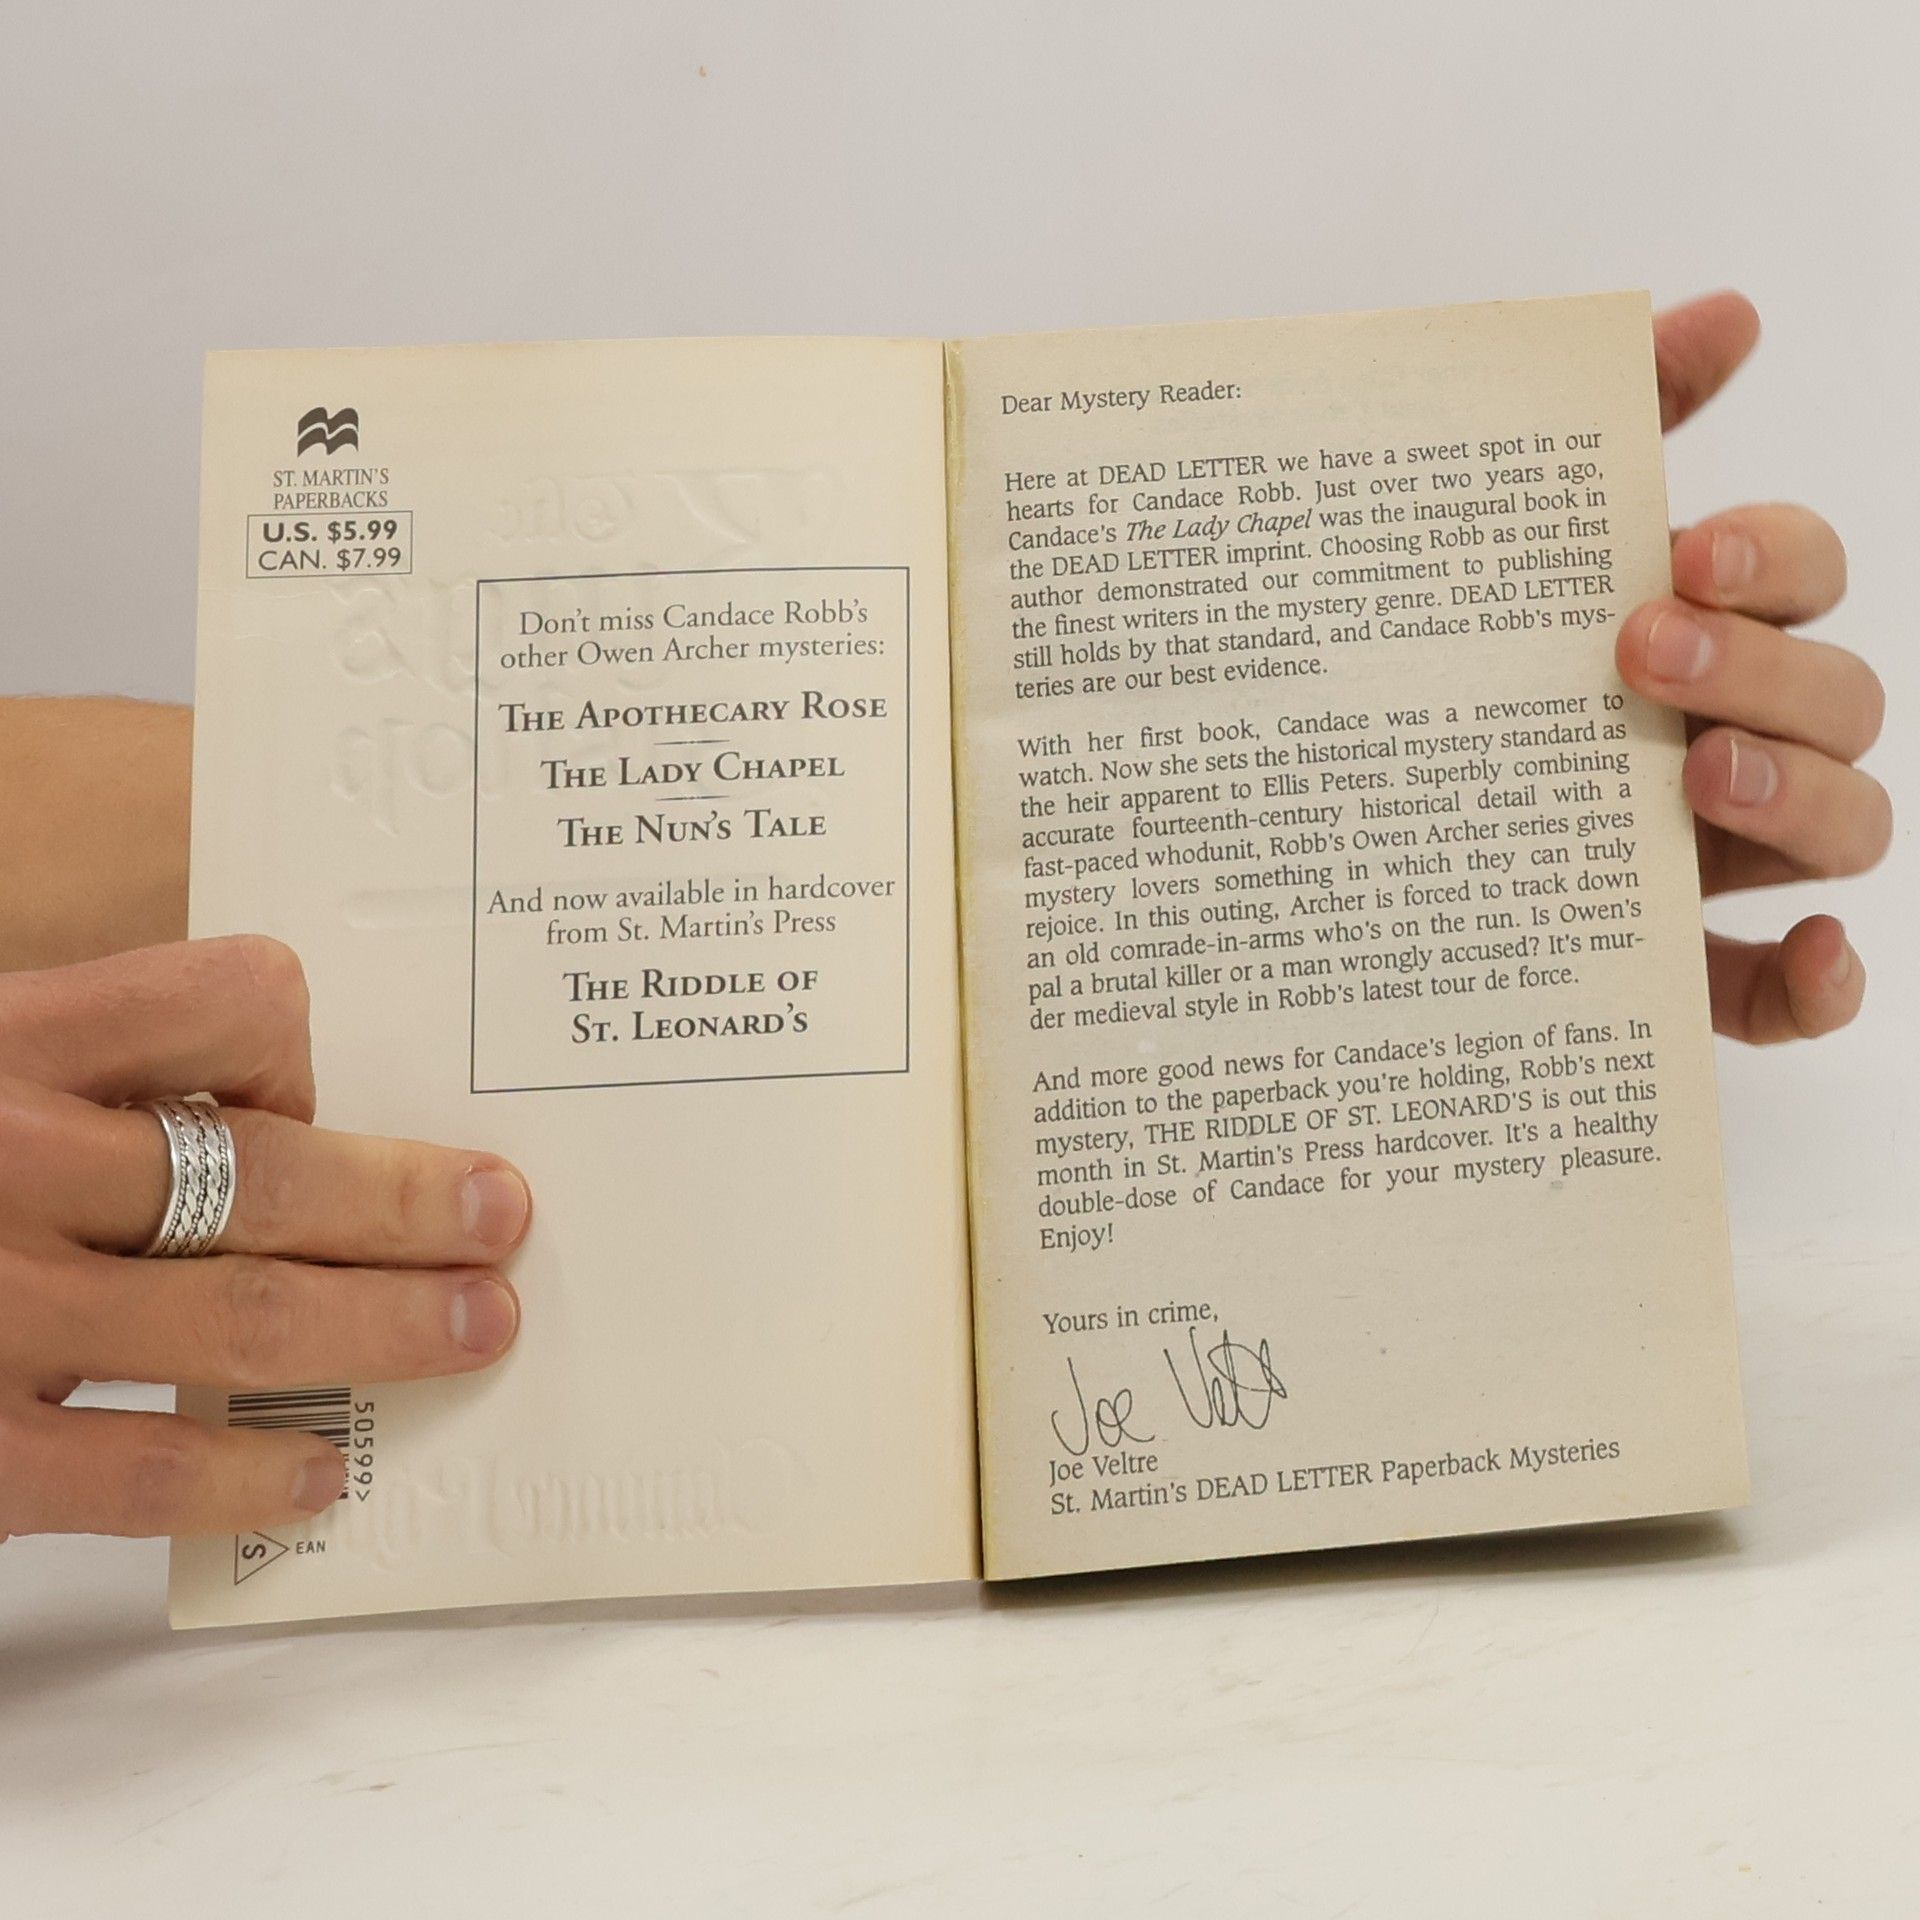 ST. MARTIN'S
PAPERBACKS
U.S. $5.99
CAN. $7.99
Don't miss Candace Robb's
other Owen Archer mysteries:
THE APOTHECARY ROSE
THE LADY CHAPEL
THE NUN'S TALE
And now available in hardcover
from St. Martin's Press
THE RIDDLE OF
ST. LEONARD'S
50599>
S
EAN
Dear Mystery Reader:
Here at DEAD LETTER we have a sweet spot in our
hearts for Candace Robb. Just over two years ago,
Candace's The Lady Chapel was the inaugural book in
the DEAD LETTER imprint. Choosing Robb as our first
author demonstrated our commitment to publishing
the finest writers in the mystery genre. DEAD LETTER
still holds by that standard, and Candace Robb's mys-
teries are our best evidence.
With her first book, Candace was a newcomer to
watch. Now she sets the historical mystery standard as
the heir apparent to Ellis Peters. Superbly combining
accurate fourteenth-century historical detail with a
fast-paced whodunit, Robb's Owen Archer series gives
mystery lovers something in which they can truly
rejoice. In this outing, Archer is forced to track down
an old comrade-in-arms who's on the run. Is Owen's
pal a brutal killer or a man wrongly accused? It's mur-
der medieval style in Robb's latest tour de force.
And more good news for Candace's legion of fans. In
addition to the paperback you're holding, Robb's next
mystery, THE RIDDLE OF ST. LEONARD'S is out this
month in St. Martin's Press hardcover. It's a healthy
double-dose of Candace for your mystery pleasure.
Enjoy!
Yours in crime,
Joe Veltre
Joe Veltre
St. Martin's DEAD LETTER Paperback Mysteries